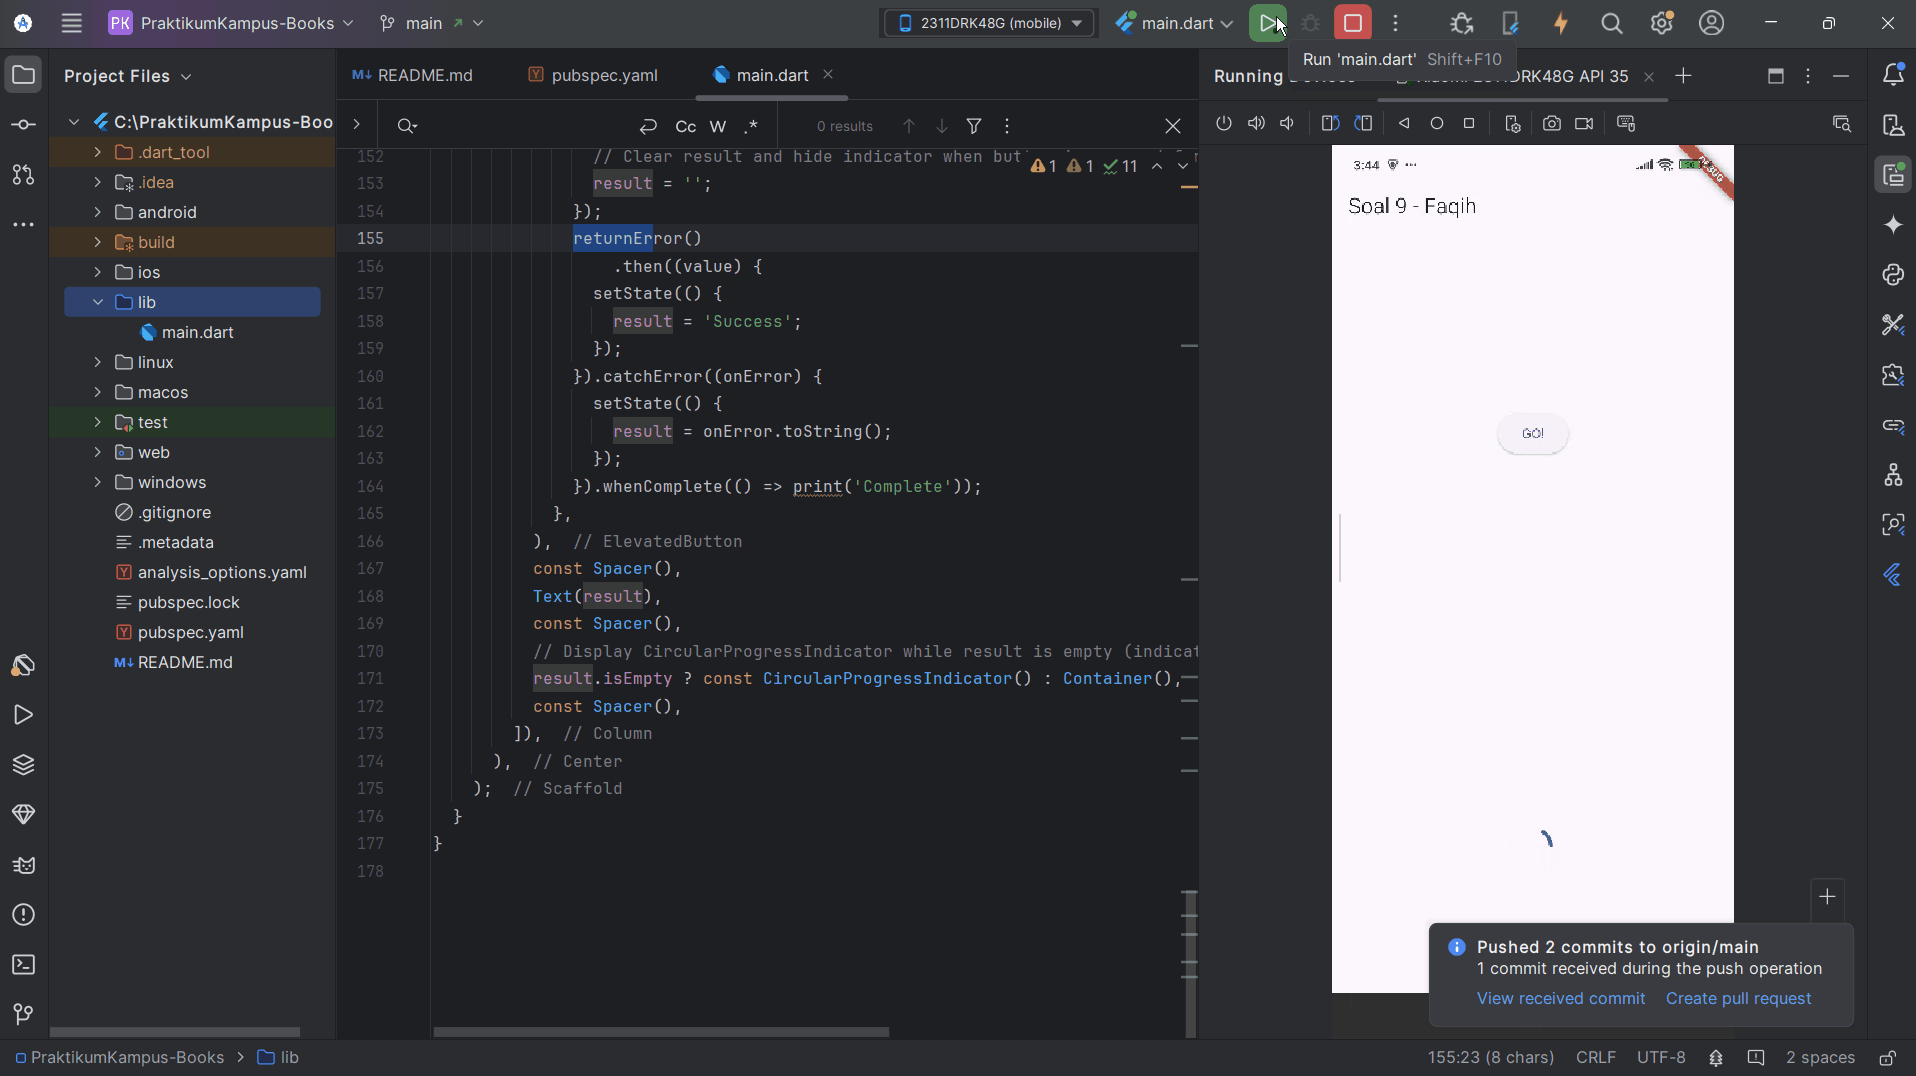 PK PraktikumKampus-Books
main
2311DRK48G (mobile)
main.dart
Project Files
README.md
pubspec.yaml
main.dart
Running
Run 'main.dart' Shift+F10
RK48G API 35
C:\PraktikumKampus-Boo
.dart_tool
.idea
android
build
ios
lib
main.dart
linux
macos
test
web
windows
.gitignore
.metadata
analysis_options.yaml
pubspec.lock
pubspec.yaml
README.md
Cc W .*
0 results
1 1 11
152 // Clear result and hide indicator when but
153 result = '';
154 });
155 returnError()
156 .then((value) {
157 setState(() {
158 result = 'Success';
159 });
160 }).catchError((onError) {
161 setState(() {
162 result = onError.toString();
163 });
164 }).whenComplete(() => print('Complete'));
165 },
166 ), // ElevatedButton
167 const Spacer(),
168 Text(result),
169 const Spacer(),
170 // Display CircularProgressIndicator while result is empty (indicat
171 result.isEmpty ? const CircularProgressIndicator() : Container(),
172 const Spacer(),
173 ]), // Column
174 ), // Center
175 ); // Scaffold
176 }
177 }
178
3:44
Soal 9 - Faqih
GO!
Pushed 2 commits to origin/main
1 commit received during the push operation
View received commit Create pull request
PraktikumKampus-Books > lib
155:23 (8 chars) CRLF UTF-8 2 spaces